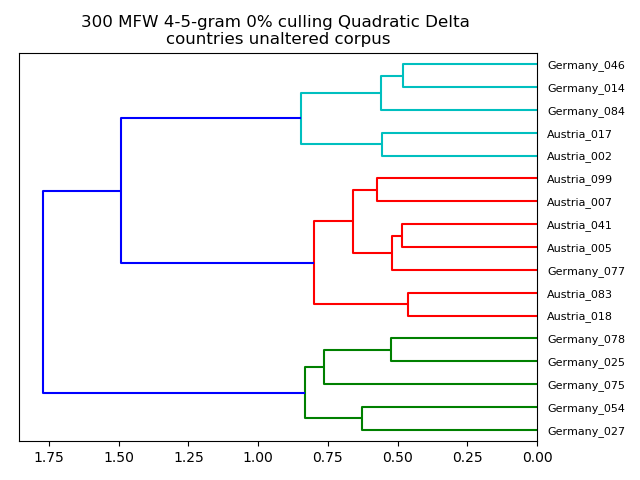 300 MFW 4-5-gram 0% culling Quadratic Delta
countries unaltered corpus
Germany_046
Germany_014
Germany_084
Austria_017
Austria_002
Austria_099
Austria_007
Austria_041
Austria_005
Germany_077
Austria_083
Austria_018
Germany_078
Germany_025
Germany_075
Germany_054
Germany_027
1.75 1.50 1.25 1.00 0.75 0.50 0.25 0.00